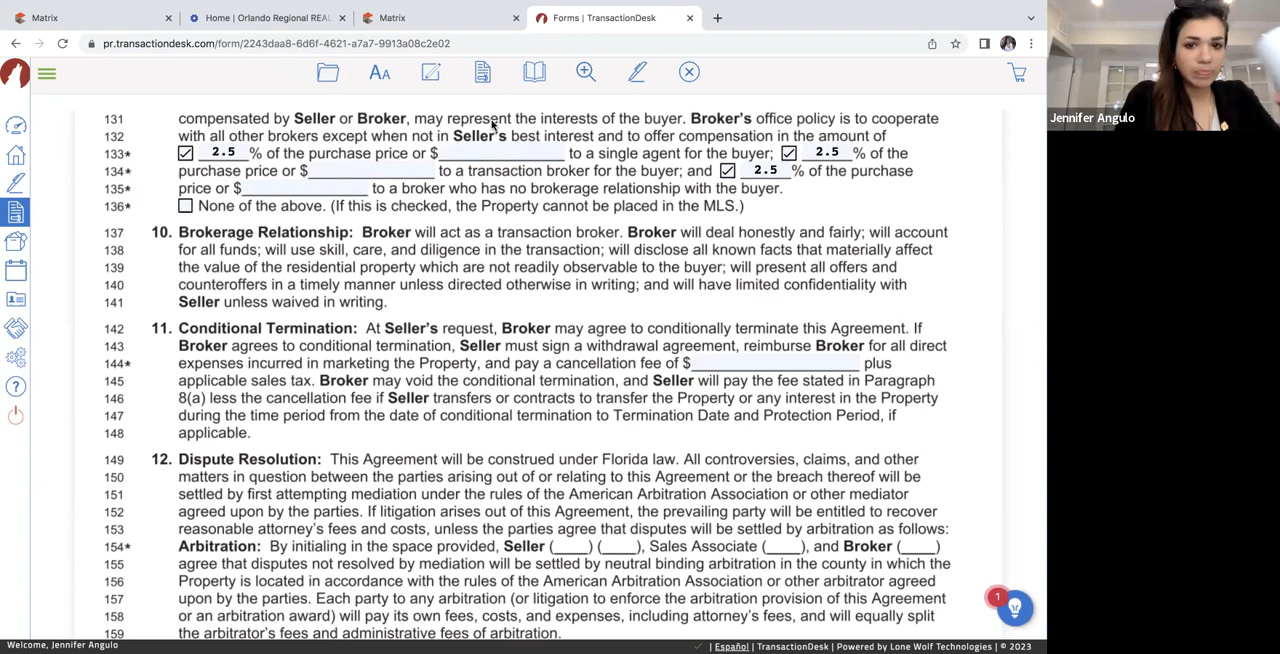 Matrix
Home | Orlando Regional REAL
Matrix
Forms | TransactionDesk
pr.transactiondesk.com/form/2243daa8-6d6f-4621-a7a7-9913a08c2e02
131 compensated by Seller or Broker, may represent the interests of the buyer. Broker's office policy is to cooperate
132 with all other brokers except when not in Seller's best interest and to offer compensation in the amount of
133* 2.5 % of the purchase price or $ to a single agent for the buyer; 2.5 % of the
134* purchase price or $ to a transaction broker for the buyer; and 2.5 % of the purchase
135* price or $ to a broker who has no brokerage relationship with the buyer.
136* None of the above. (If this is checked, the Property cannot be placed in the MLS.)
137 10. Brokerage Relationship: Broker will act as a transaction broker. Broker will deal honestly and fairly; will account
138 for all funds; will use skill, care, and diligence in the transaction; will disclose all known facts that materially affect
139 the value of the residential property which are not readily observable to the buyer; will present all offers and
140 counteroffers in a timely manner unless directed otherwise in writing; and will have limited confidentiality with
141 Seller unless waived in writing.
142 11. Conditional Termination: At Seller's request, Broker may agree to conditionally terminate this Agreement. If
143 Broker agrees to conditional termination, Seller must sign a withdrawal agreement, reimburse Broker for all direct
144* expenses incurred in marketing the Property, and pay a cancellation fee of $ plus
145 applicable sales tax. Broker may void the conditional termination, and Seller will pay the fee stated in Paragraph
146 8(a) less the cancellation fee if Seller transfers or contracts to transfer the Property or any interest in the Property
147 during the time period from the date of conditional termination to Termination Date and Protection Period, if
148 applicable.
149 12. Dispute Resolution: This Agreement will be construed under Florida law. All controversies, claims, and other
150 matters in question between the parties arising out of or relating to this Agreement or the breach thereof will be
151 settled by first attempting mediation under the rules of the American Arbitration Association or other mediator
152 agreed upon by the parties. If litigation arises out of this Agreement, the prevailing party will be entitled to recover
153 reasonable attorney's fees and costs, unless the parties agree that disputes will be settled by arbitration as follows:
154* Arbitration: By initialing in the space provided, Seller (____) (____), Sales Associate (____), and Broker (____)
155 agree that disputes not resolved by mediation will be settled by neutral binding arbitration in the county in which the
156 Property is located in accordance with the rules of the American Arbitration Association or other arbitrator agreed
157 upon by the parties. Each party to any arbitration (or litigation to enforce the arbitration provision of this Agreement
158 or an arbitration award) will pay its own fees, costs, and expenses, including attorney's fees, and will equally split
159 the arbitrator's fees and administrative fees of arbitration.
1
Jennifer Angulo
Welcome, Jennifer Angulo
| Español | TransactionDesk | Powered by Lone Wolf Technologies | © 2023